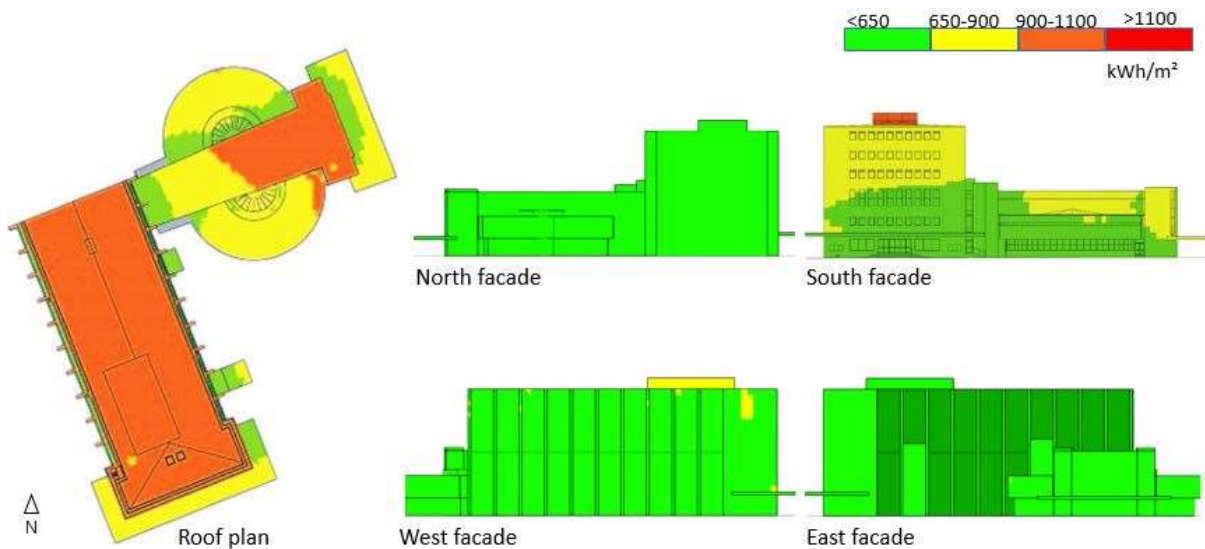 <650 650-900 900-1100 >1100
kWh/m²
North facade
South facade
N
Roof plan
West facade
East facade